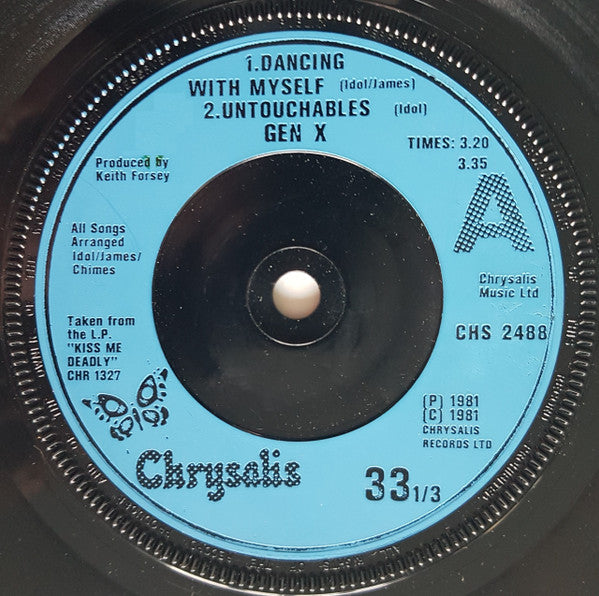 1.DANCING
WITH MYSELF (Idol/James)
2.UNTOUCHABLES (Idol)
GEN X
TIMES: 3.20
3.35
Produced by
Keith Forsey
A
All Songs
Arranged
Idol/James/
Chimes
Chrysalis
Music Ltd
CHS 2488
Taken from
the L.P.
"KISS ME
DEADLY"
CHR 1327
(P) 1981
(C) 1981
CHRYSALIS
RECORDS LTD
Chrysalis
33 1/3